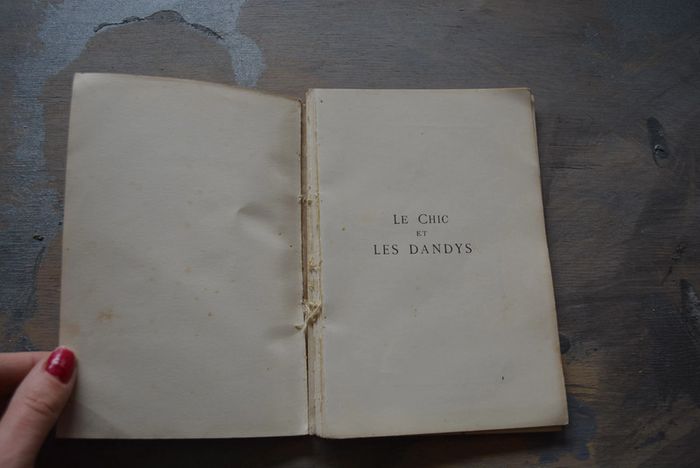 LE CHIC
ET
LES DANDYS